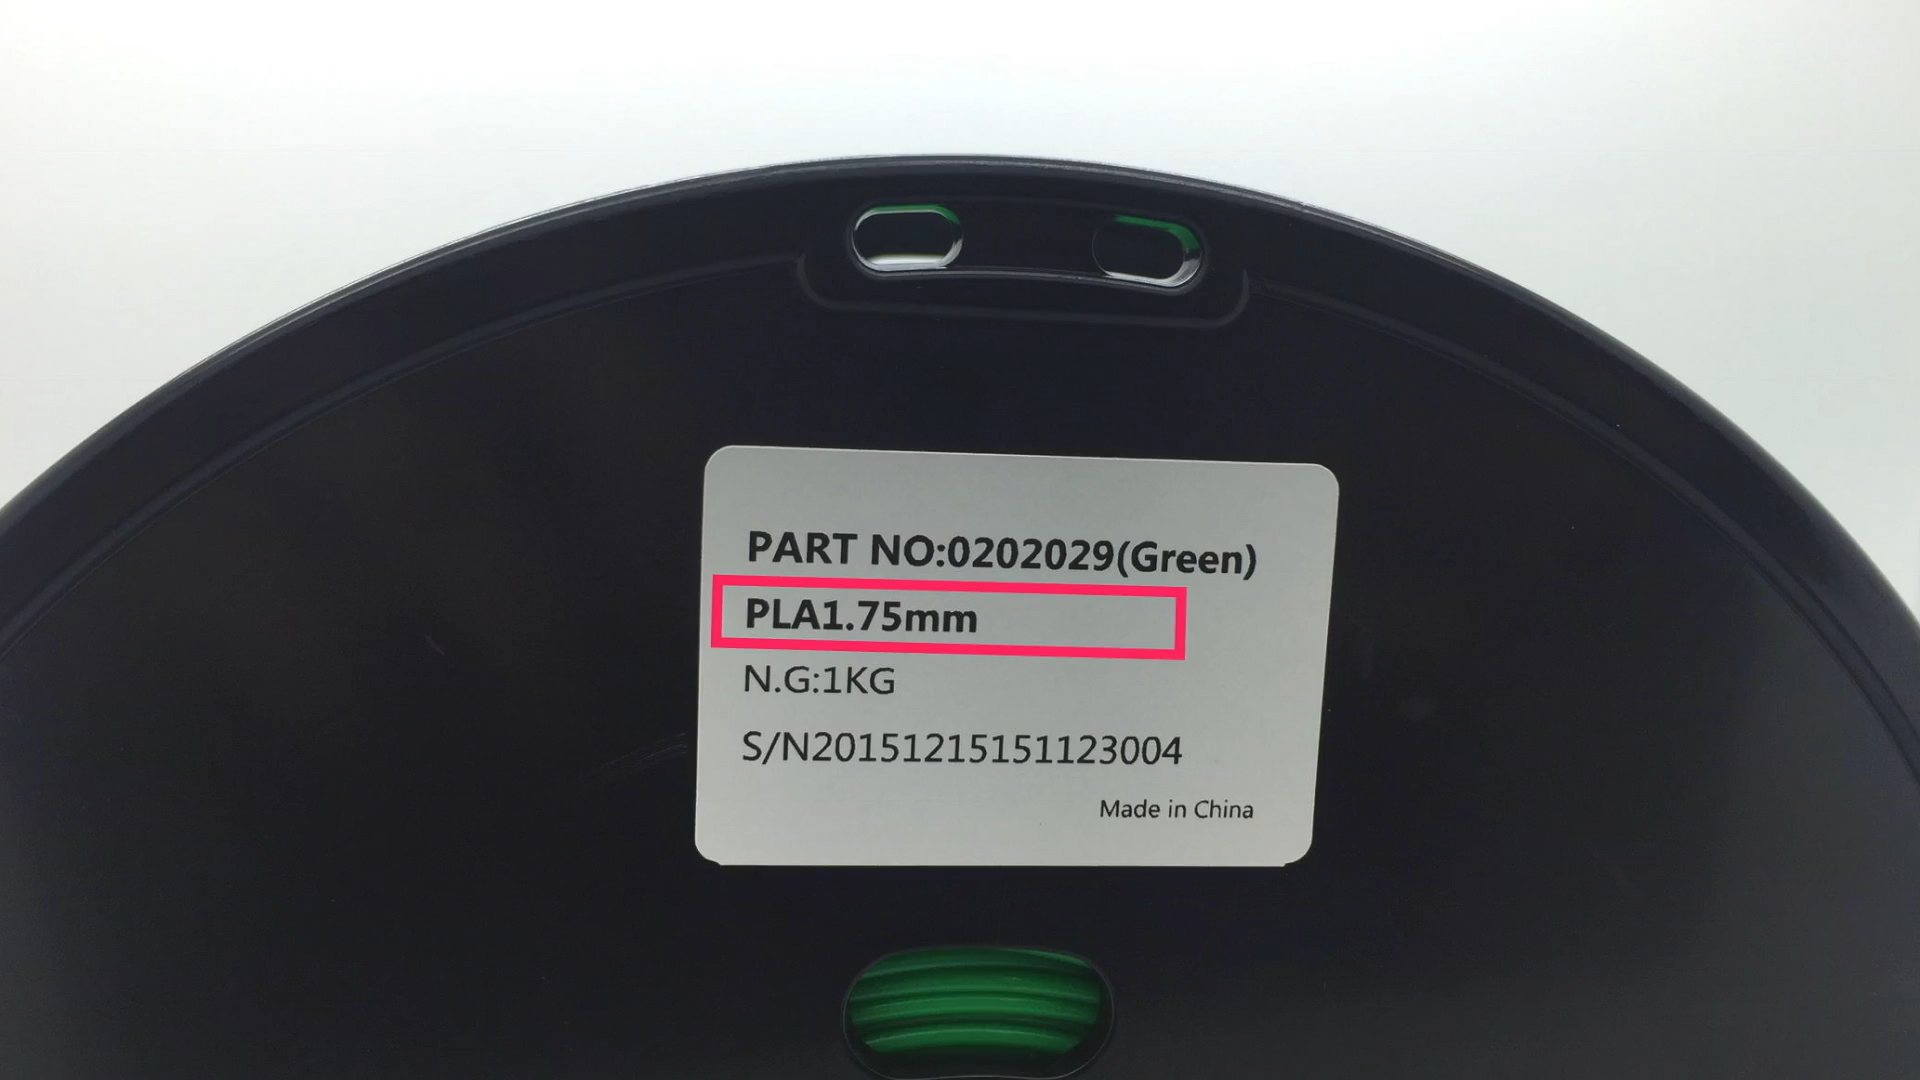 PART NO:0202029(Green)
PLA1.75mm
N.G:1KG
S/N20151215151123004
Made in China